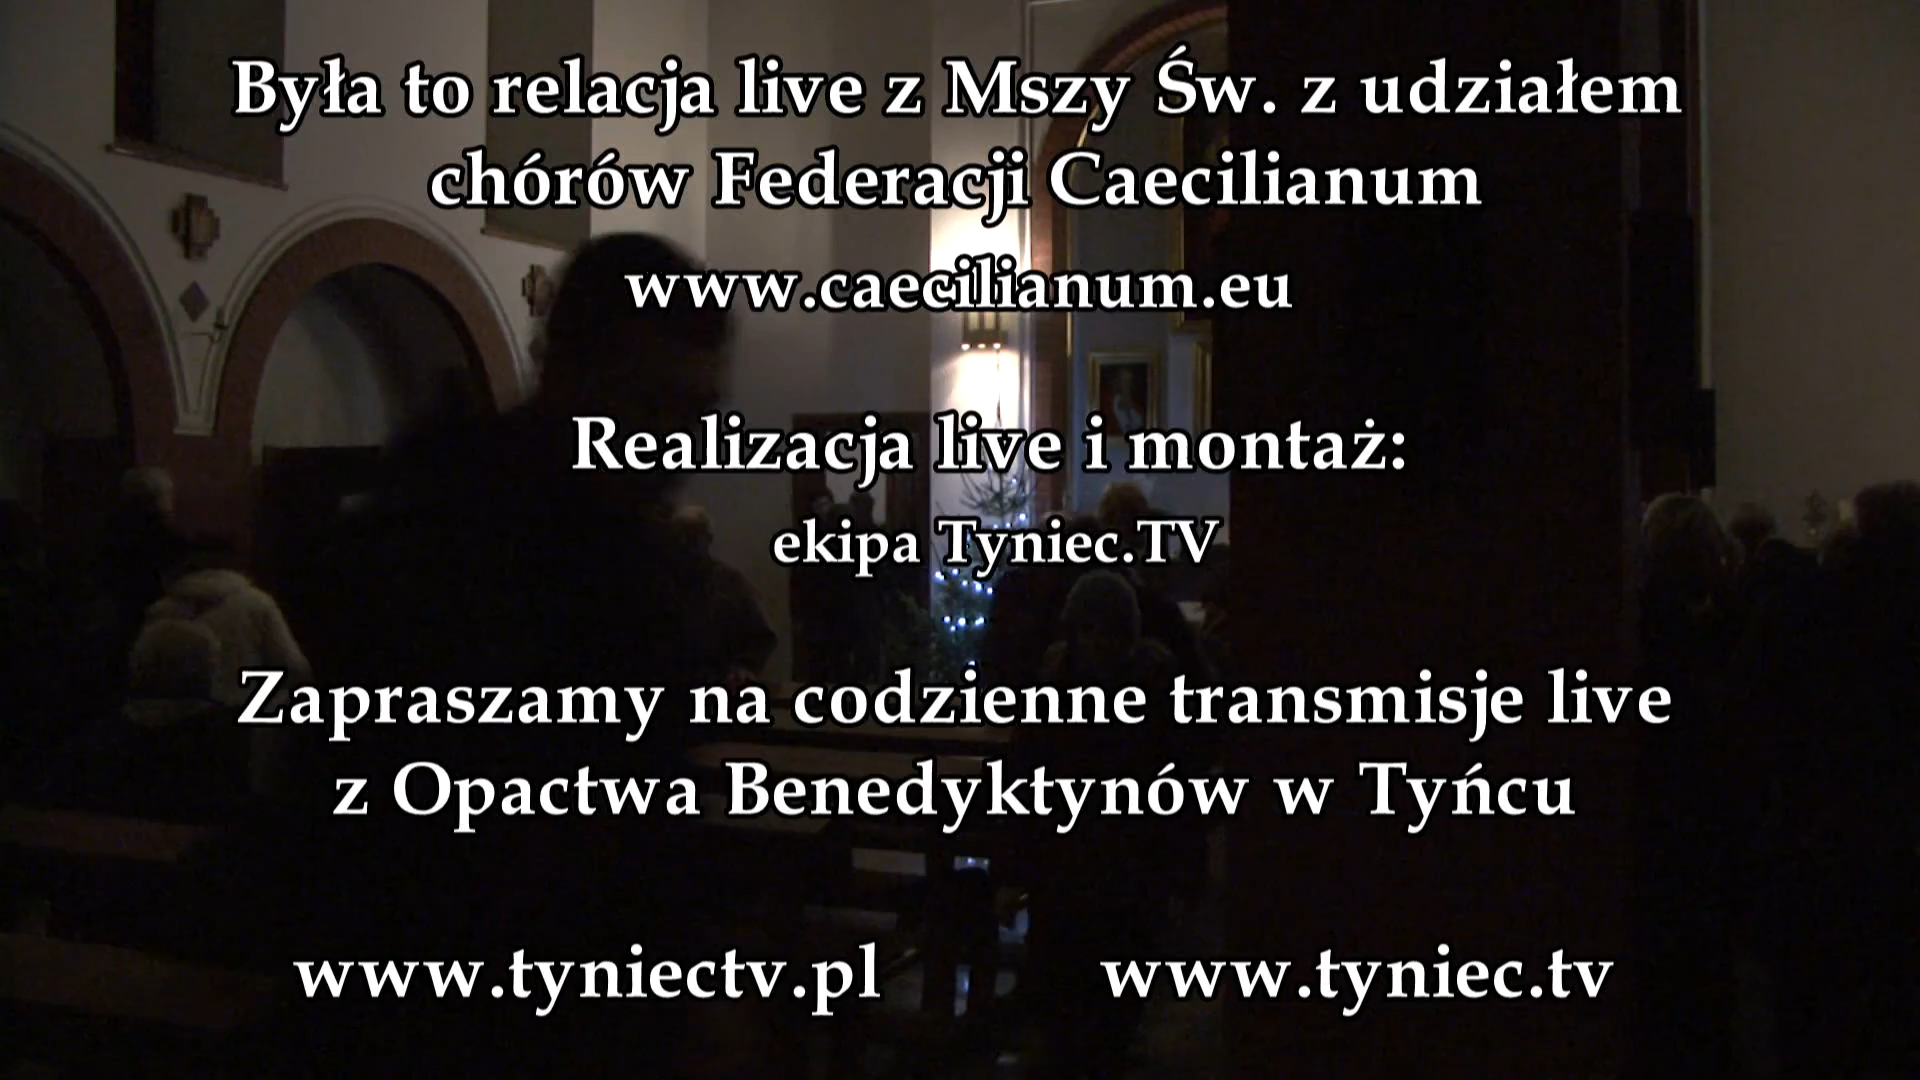 Była to relacja live z Mszy Św. z udziałem
chórów Federacji Caecilianum
www.caecilianum.eu
Realizacja live i montaż:
ekipa Tyniec.TV
Zapraszamy na codzienne transmisje live
z Opactwa Benedyktynów w Tyńcu
www.tyniectv.pl www.tyniec.tv